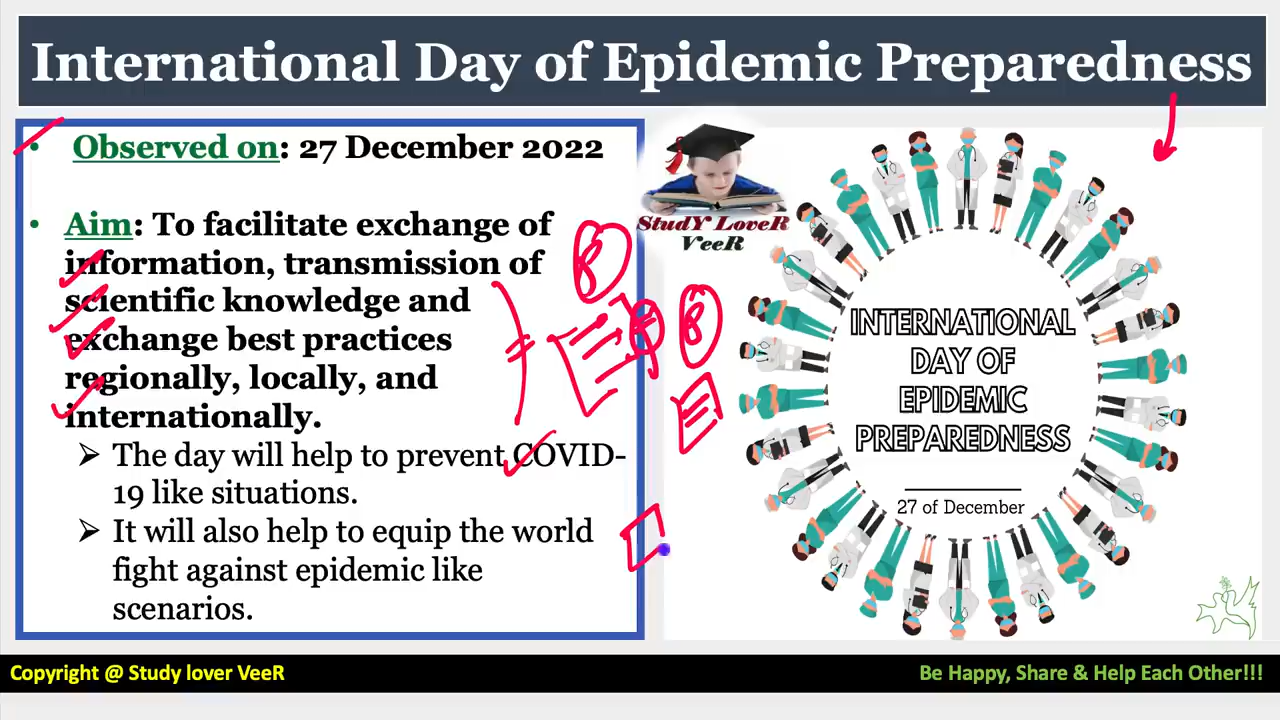 International Day of Epidemic Preparedness
• Observed on: 27 December 2022
• Aim: To facilitate exchange of
information, transmission of
scientific knowledge and
exchange best practices
regionally, locally, and
internationally.
➢ The day will help to prevent COVID-
19 like situations.
➢ It will also help to equip the world
fight against epidemic like
scenarios.
StudY LoveR
VeeR
INTERNATIONAL
DAY OF
EPIDEMIC
PREPAREDNESS
27 of December
Copyright @ Study lover VeeR
Be Happy, Share & Help Each Other!!!